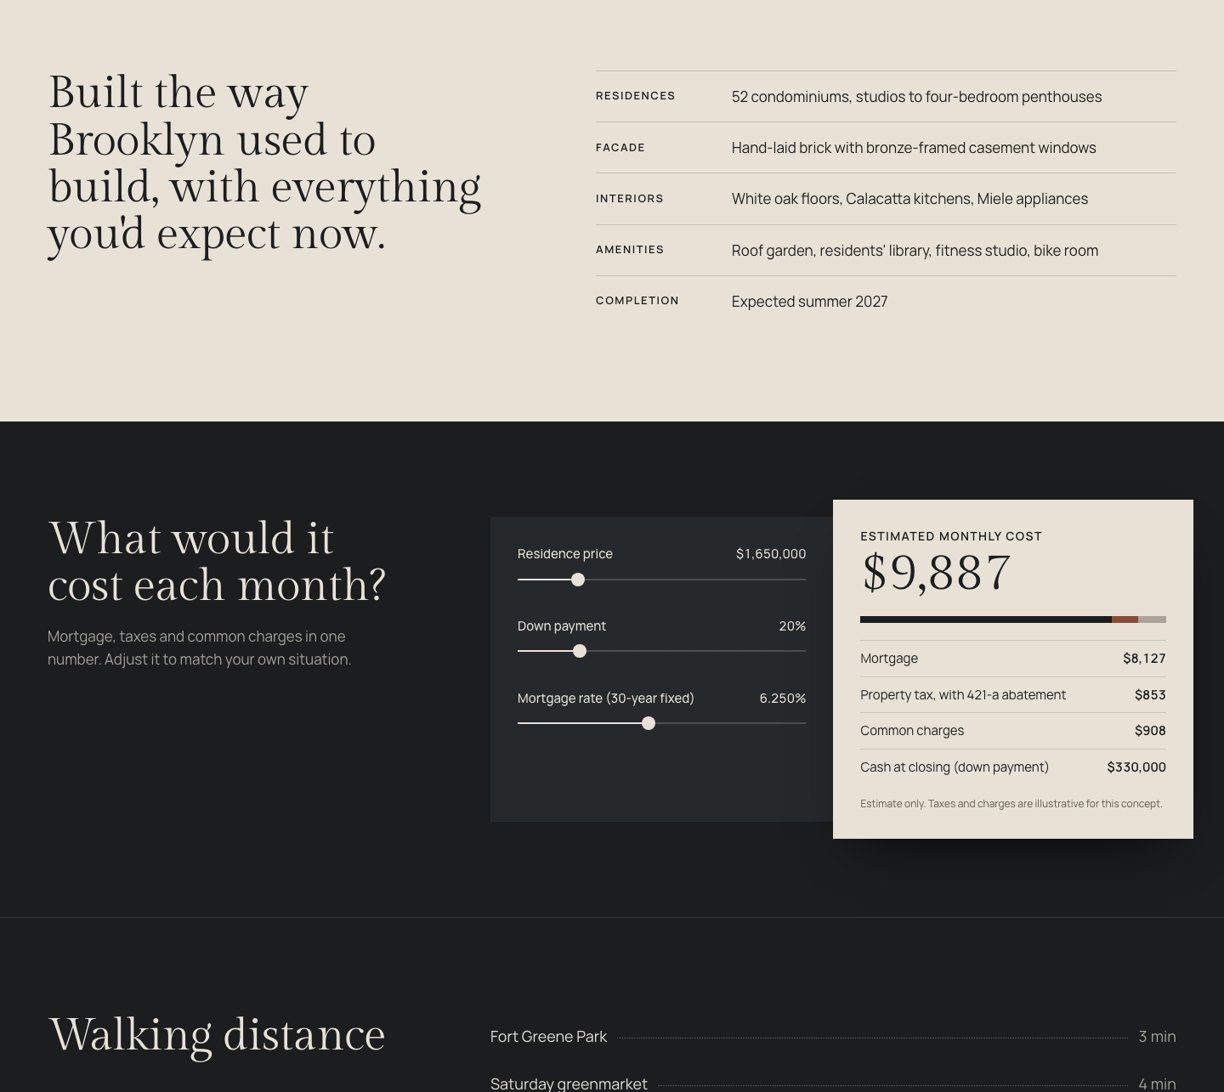 Built the way
Brooklyn used to
build, with everything
you'd expect now.
RESIDENCES 52 condominiums, studios to four-bedroom penthouses
FACADE Hand-laid brick with bronze-framed casement windows
INTERIORS White oak floors, Calacatta kitchens, Miele appliances
AMENITIES Roof garden, residents' library, fitness studio, bike room
COMPLETION Expected summer 2027
What would it
cost each month?
Mortgage, taxes and common charges in one
number. Adjust it to match your own situation.
Residence price $1,650,000
Down payment 20%
Mortgage rate (30-year fixed) 6.250%
ESTIMATED MONTHLY COST
$9,887
Mortgage $8,127
Property tax, with 421-a abatement $853
Common charges $908
Cash at closing (down payment) $330,000
Estimate only. Taxes and charges are illustrative for this concept.
Walking distance
Fort Greene Park 3 min
Saturday greenmarket 4 min